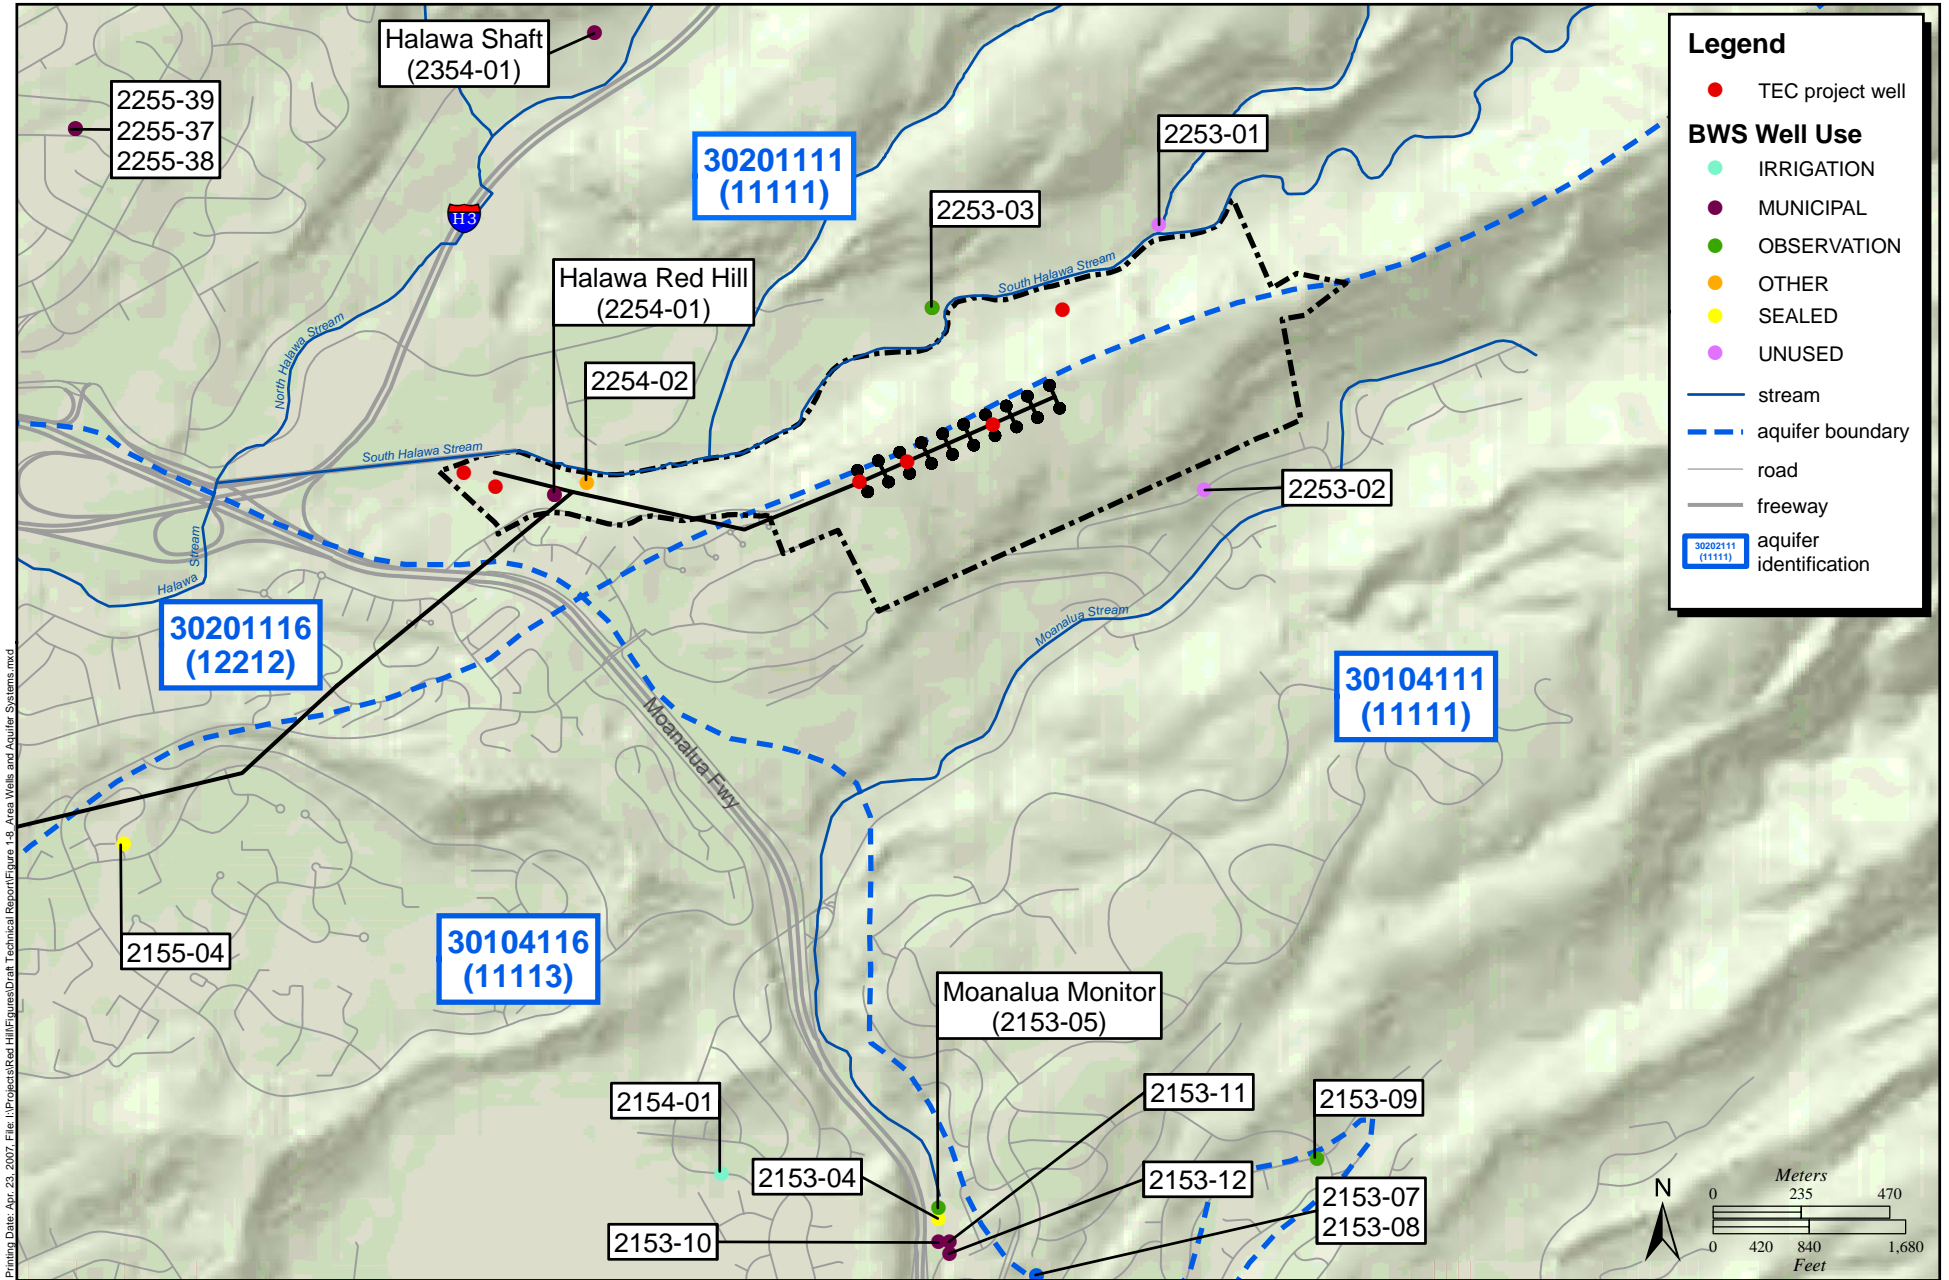 Halawa Shaft
(2354-01)
2255-39
2255-37
2255-38
30201111
(11111)
2253-01
2253-03
H3
Halawa Red Hill
(2254-01)
2254-02
South Halawa Stream
North Halawa Stream
South Halawa Stream
2253-02
Halawa Stream
Moanalua Stream
30201116
(12212)
30104111
(11111)
Moanalua Fwy
2155-04
30104116
(11113)
Moanalua Monitor
(2153-05)
2154-01
2153-11
2153-09
2153-04
2153-12
2153-07
2153-08
2153-10
Legend
TEC project well
BWS Well Use
IRRIGATION
MUNICIPAL
OBSERVATION
OTHER
SEALED
UNUSED
stream
aquifer boundary
road
freeway
30202111
(11111)
aquifer
identification
N
Meters
0 235 470
0 420 840 1,680
Feet
Printing Date: Apr. 23, 2007, File: I:\Projects\Red Hill\Figures\Draft Technical Report\Figure 1-8_Area Wells and Aquifer Systems.mxd